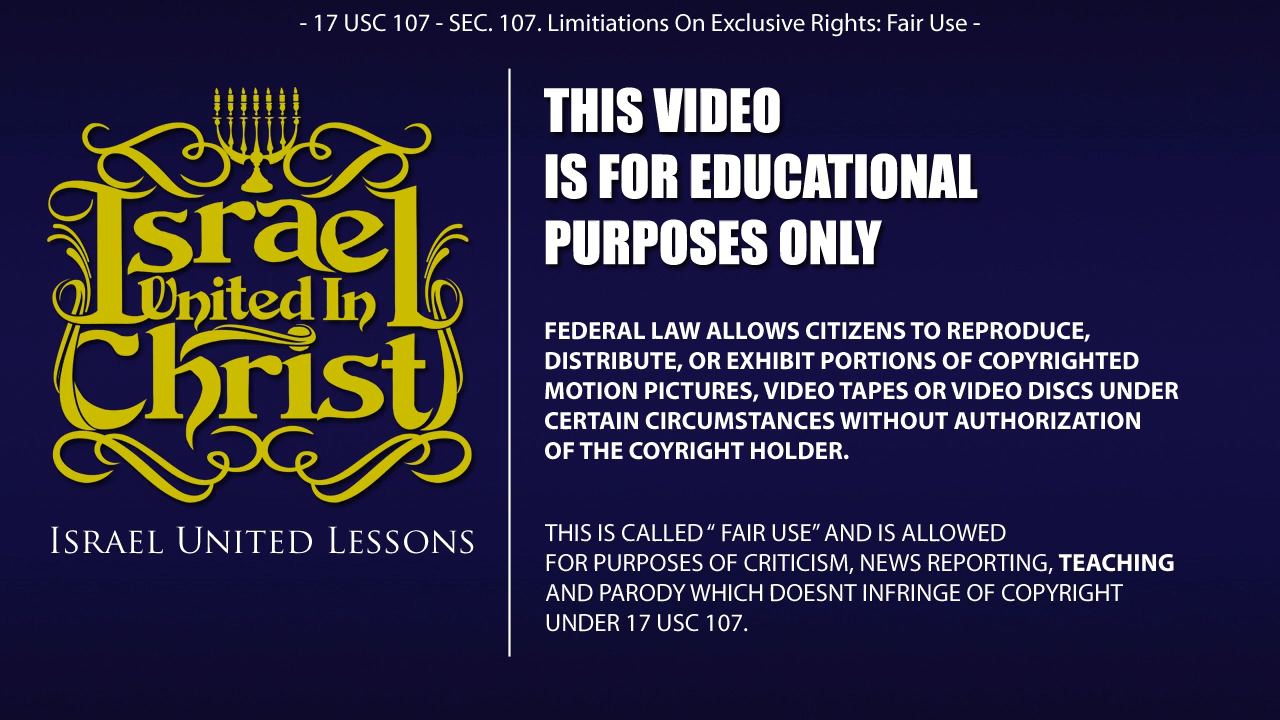 - 17 USC 107 - SEC. 107. Limitiations On Exclusive Rights: Fair Use -
Israel
United In
Christ
ISRAEL UNITED LESSONS
THIS VIDEO
IS FOR EDUCATIONAL
PURPOSES ONLY
FEDERAL LAW ALLOWS CITIZENS TO REPRODUCE,
DISTRIBUTE, OR EXHIBIT PORTIONS OF COPYRIGHTED
MOTION PICTURES, VIDEO TAPES OR VIDEO DISCS UNDER
CERTAIN CIRCUMSTANCES WITHOUT AUTHORIZATION
OF THE COYRIGHT HOLDER.
THIS IS CALLED “ FAIR USE” AND IS ALLOWED
FOR PURPOSES OF CRITICISM, NEWS REPORTING, TEACHING
AND PARODY WHICH DOESNT INFRINGE OF COPYRIGHT
UNDER 17 USC 107.